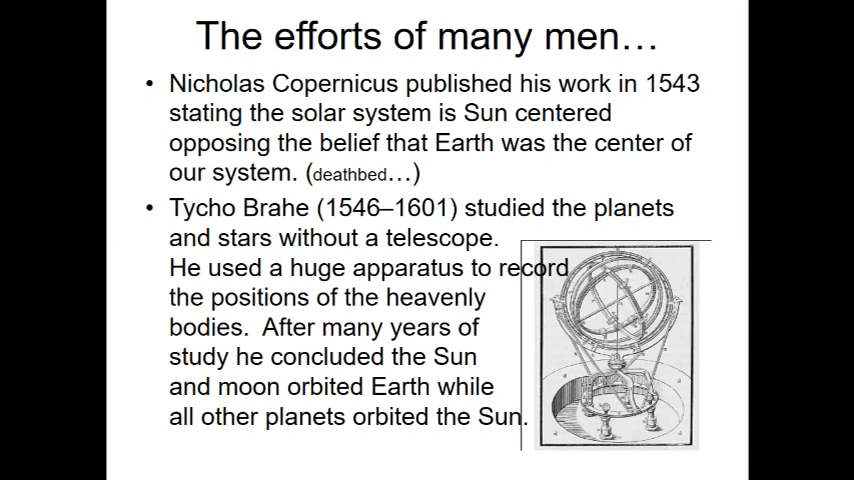 The efforts of many men…
• Nicholas Copernicus published his work in 1543
stating the solar system is Sun centered
opposing the belief that Earth was the center of
our system. (deathbed…)
• Tycho Brahe (1546–1601) studied the planets
and stars without a telescope.
He used a huge apparatus to record
the positions of the heavenly
bodies.  After many years of
study he concluded the Sun
and moon orbited Earth while
all other planets orbited the Sun.